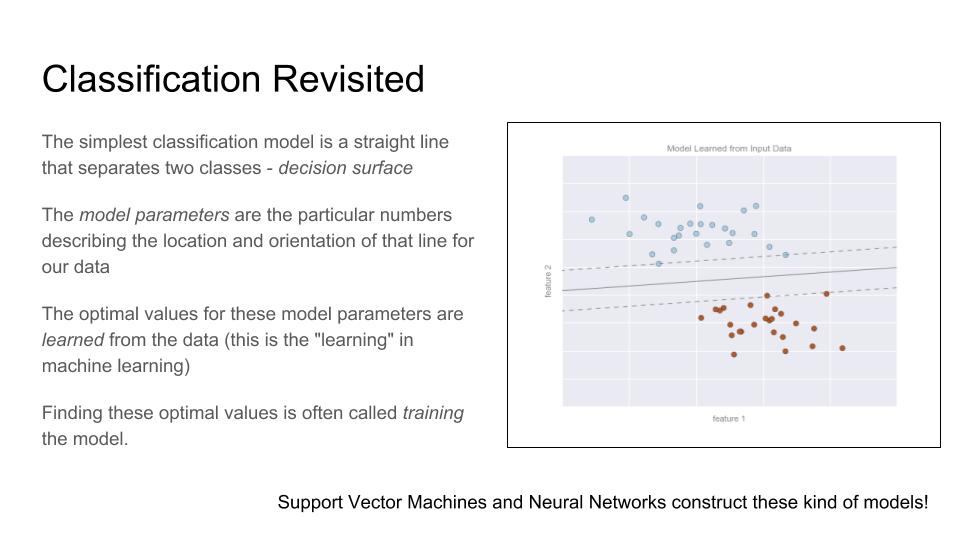 Classification Revisited
The simplest classification model is a straight line
that separates two classes - decision surface
The model parameters are the particular numbers
describing the location and orientation of that line for
our data
The optimal values for these model parameters are
learned from the data (this is the "learning" in
machine learning)
Finding these optimal values is often called training
the model.
Model Learned from Input Data
feature 2
feature 1
Support Vector Machines and Neural Networks construct these kind of models!